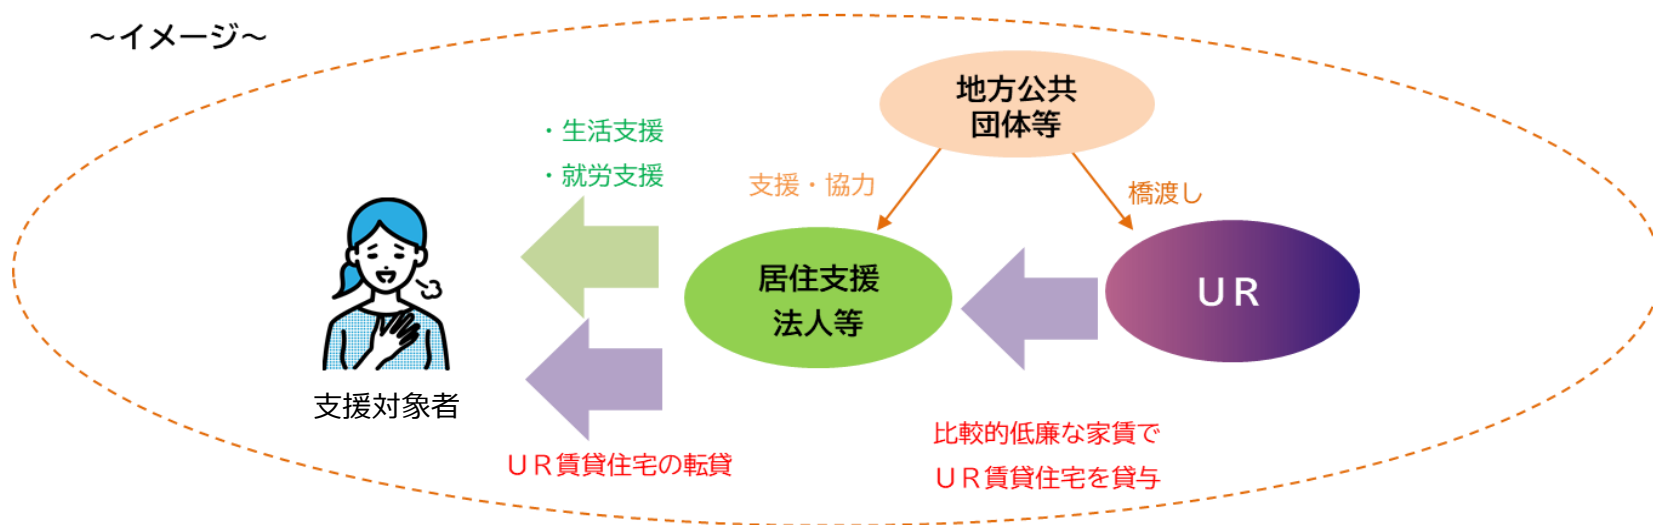 ～イメージ～
地方公共
団体等
・生活支援
・就労支援
支援・協力
橋渡し
居住支援
法人等
ＵＲ
支援対象者
ＵＲ賃貸住宅の転貸
比較的低廉な家賃で
ＵＲ賃貸住宅を貸与